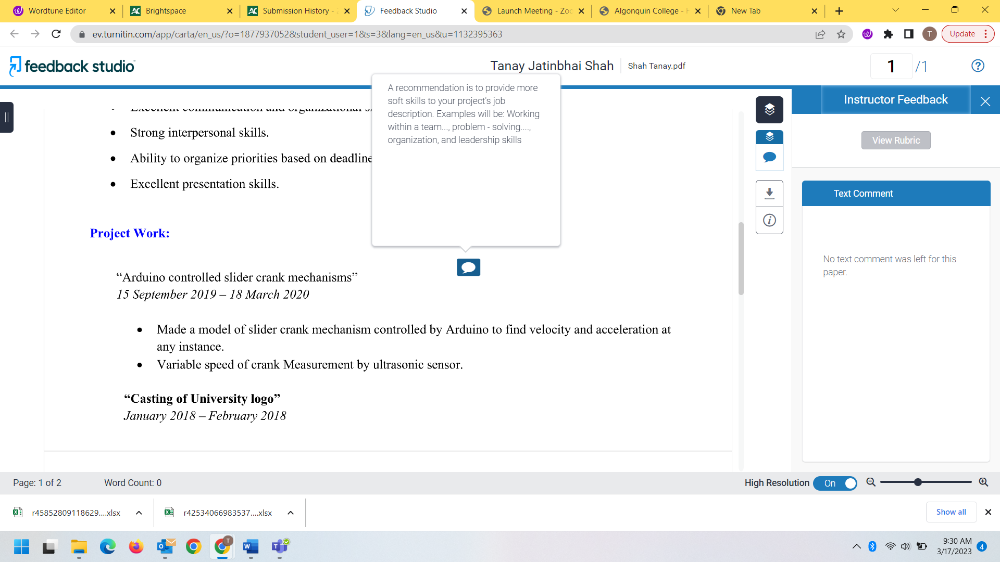 Wordtune Editor
Brightspace
Submission History -
Feedback Studio
Launch Meeting - Zoo
Algonquin College -
New Tab
ev.turnitin.com/app/carta/en_us/?o=1877937052&student_user=1&s=3&lang=en_us&u=1132395363
T
Update
feedback studio
Tanay Jatinbhai Shah
Shah Tanay.pdf
1 /1
?
A recommendation is to provide more
soft skills to your project's job
description. Examples will be: Working
within a team..., problem - solving....,
organization, and leadership skills
Excellent communication and organizational
• Strong interpersonal skills.
• Ability to organize priorities based on deadline
• Excellent presentation skills.
Project Work:
“Arduino controlled slider crank mechanisms”
15 September 2019 – 18 March 2020
• Made a model of slider crank mechanism controlled by Arduino to find velocity and acceleration at
any instance.
• Variable speed of crank Measurement by ultrasonic sensor.
“Casting of University logo”
January 2018 – February 2018
Instructor Feedback
View Rubric
Text Comment
No text comment was left for this
paper.
Page: 1 of 2
Word Count: 0
High Resolution
On
r45852809118629....xlsx
r42534066983537....xlsx
Show all
9:30 AM
3/17/2023
4